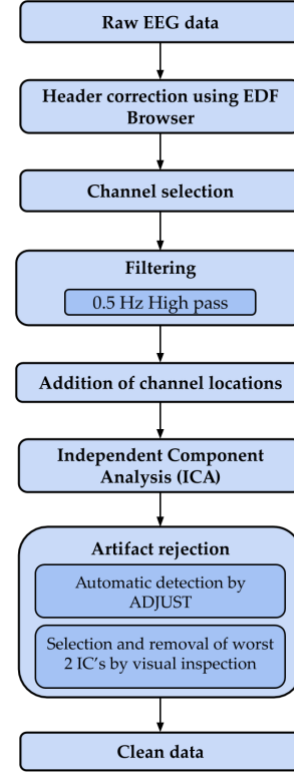 Raw EEG data
Header correction using EDF
Browser
Channel selection
Filtering
0.5 Hz High pass
Addition of channel locations
Independent Component
Analysis (ICA)
Artifact rejection
Automatic detection by
ADJUST
Selection and removal of worst
2 IC's by visual inspection
Clean data